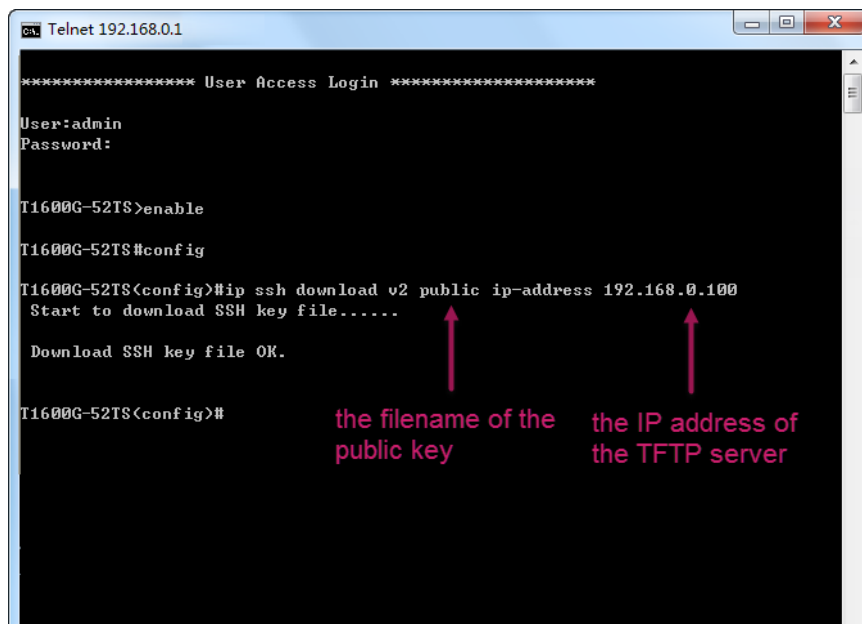 Telnet 192.168.0.1
***************** User Access Login ********************
User:admin
Password:
T1600G-52TS>enable
T1600G-52TS#config
T1600G-52TS(config)#ip ssh download v2 public ip-address 192.168.0.100
Start to download SSH key file......
Download SSH key file OK.
T1600G-52TS(config)#
the filename of the
public key
the IP address of
the TFTP server